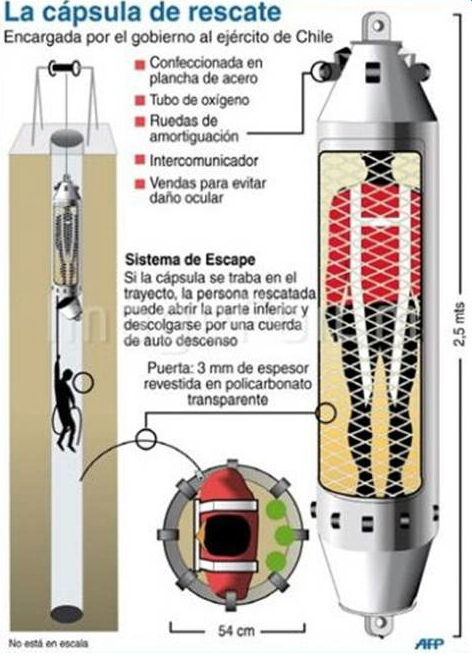 La cápsula de rescate
Encargada por el gobierno al ejército de Chile
Confeccionada en
plancha de acero
Tubo de oxígeno
Ruedas de
amortiguación
Intercomunicador
Vendas para evitar
daño ocular
Sistema de Escape
Si la cápsula se traba en el
trayecto, la persona rescatada
puede abrir la parte inferior y
descolgarse por una cuerda
de auto descenso
Puerta: 3 mm de espesor
revestida en policarbonato
transparente
2,5 mts
54 cm
No está en escala
AFP